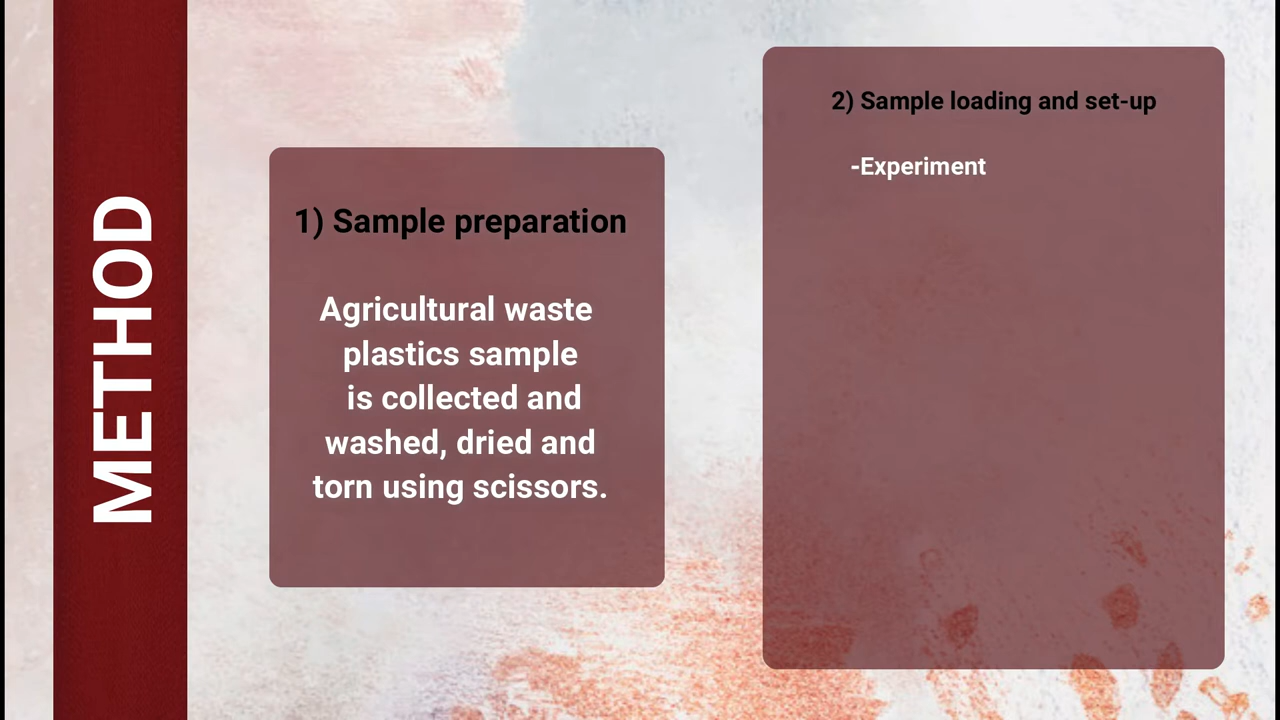 METHOD
1) Sample preparation
Agricultural waste
plastics sample
is collected and
washed, dried and
torn using scissors.
2) Sample loading and set-up
-Experiment